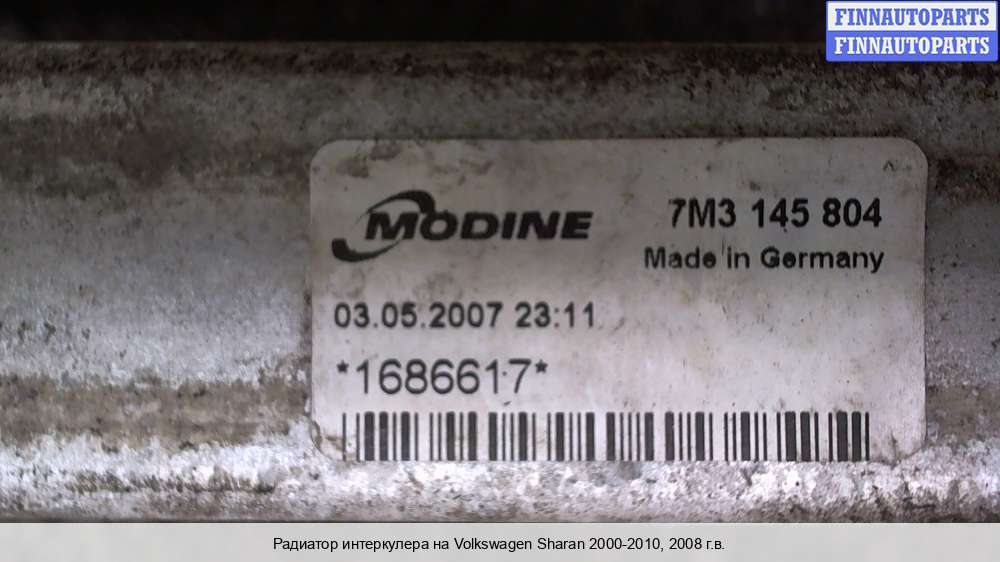 FINNAUTOPARTS
FINNAUTOPARTS
MODINE
7M3 145 804
Made in Germany
03.05.2007 23:11
*1686617*
Радиатор интеркулера на Volkswagen Sharan 2000-2010, 2008 г.в.